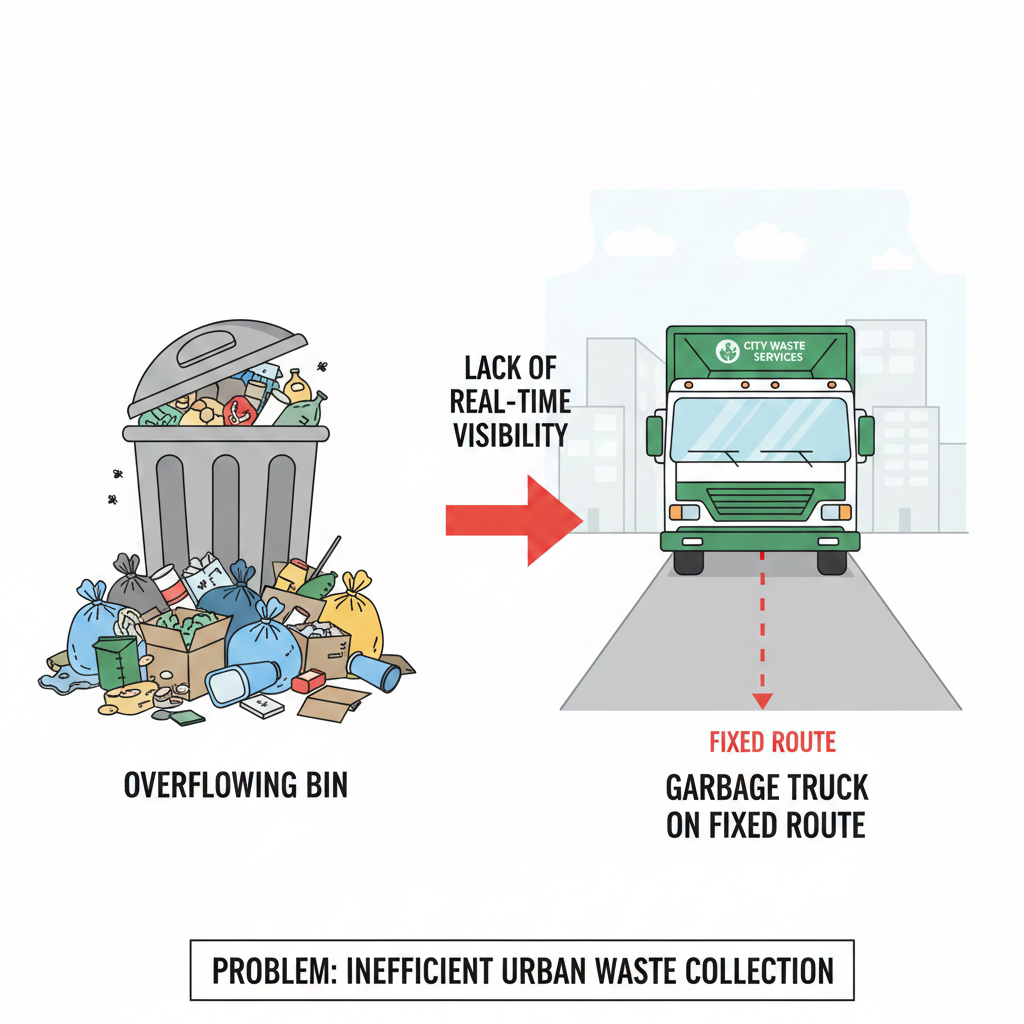 CITY WASTE
SERVICES
LACK OF
REAL-TIME
VISIBILITY
OVERFLOWING BIN
FIXED ROUTE
GARBAGE TRUCK
ON FIXED ROUTE
PROBLEM: INEFFICIENT URBAN WASTE COLLECTION